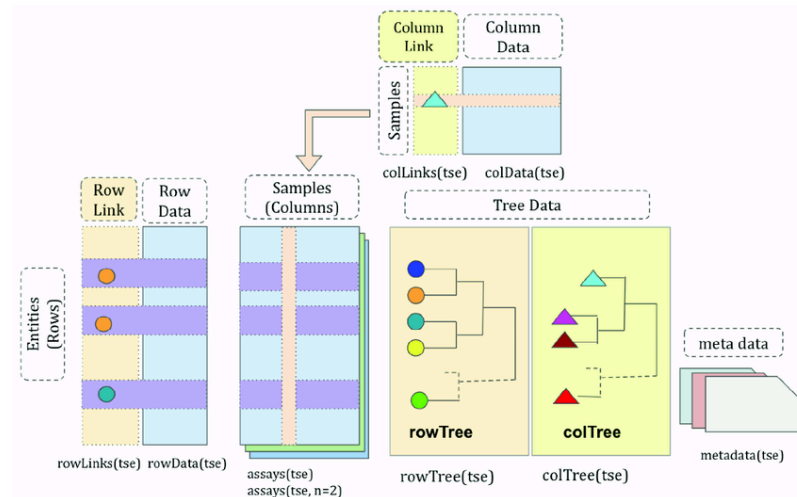 Column
Link
Column
Data
Samples
colLinks(tse)
colData(tse)
Row
Link
Row
Data
Samples
(Columns)
Tree Data
Entities
(Rows)
rowTree
colTree
meta data
rowLinks(tse)
rowData(tse)
assays(tse)
assays(tse, n=2)
rowTree(tse)
colTree(tse)
metadata(tse)